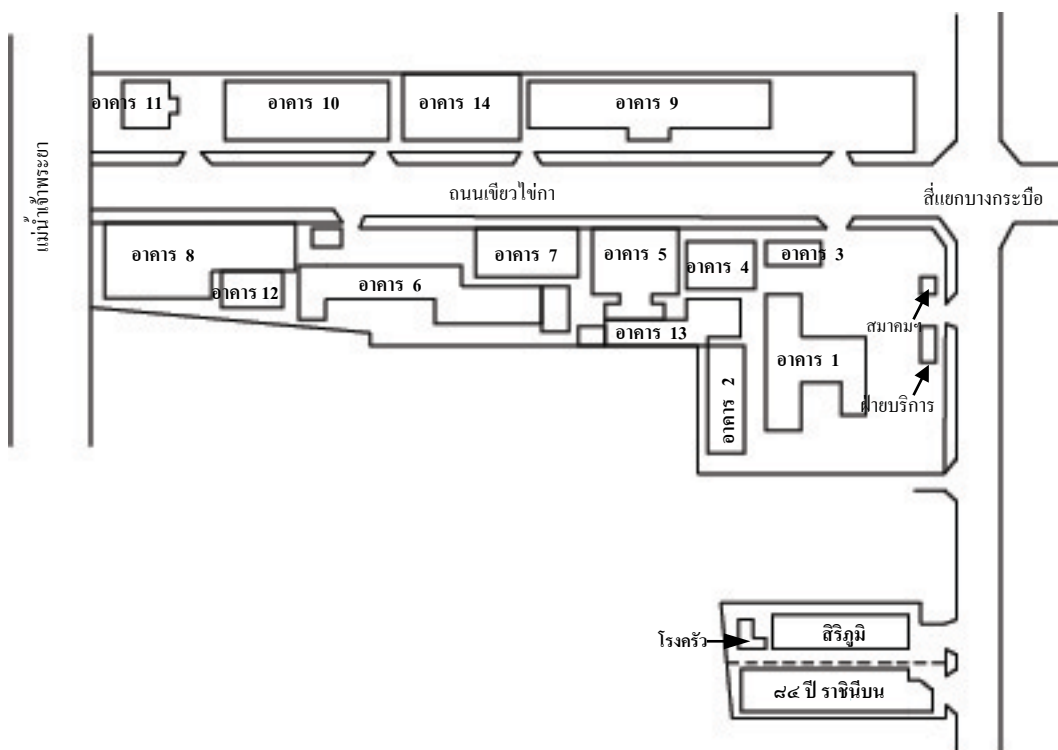 อาคาร 11
อาคาร 10
อาคาร 14
อาคาร 9
แม่น้ำเจ้าพระยา
ถนนเขียวไข่กา
สี่แยกบางกระบือ
อาคาร 8
อาคาร 7
อาคาร 5
อาคาร 4
อาคาร 3
อาคาร 12
อาคาร 6
สมาคมฯ
อาคาร 13
อาคาร 1
อาคาร 2
ฝ่ายบริการ
โรงครัว
สิริภูมิ
๘๔ ปี ราชินีบน